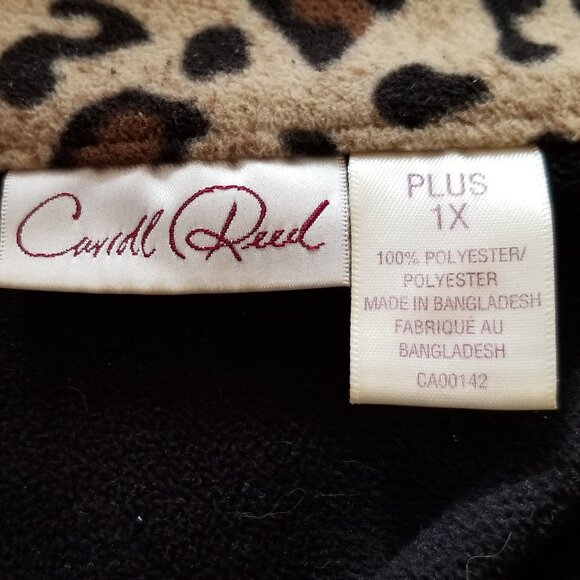 Carroll Reed
PLUS
1X
100% POLYESTER/
POLYESTER
MADE IN BANGLADESH
FABRIQUÉ AU
BANGLADESH
CA00142